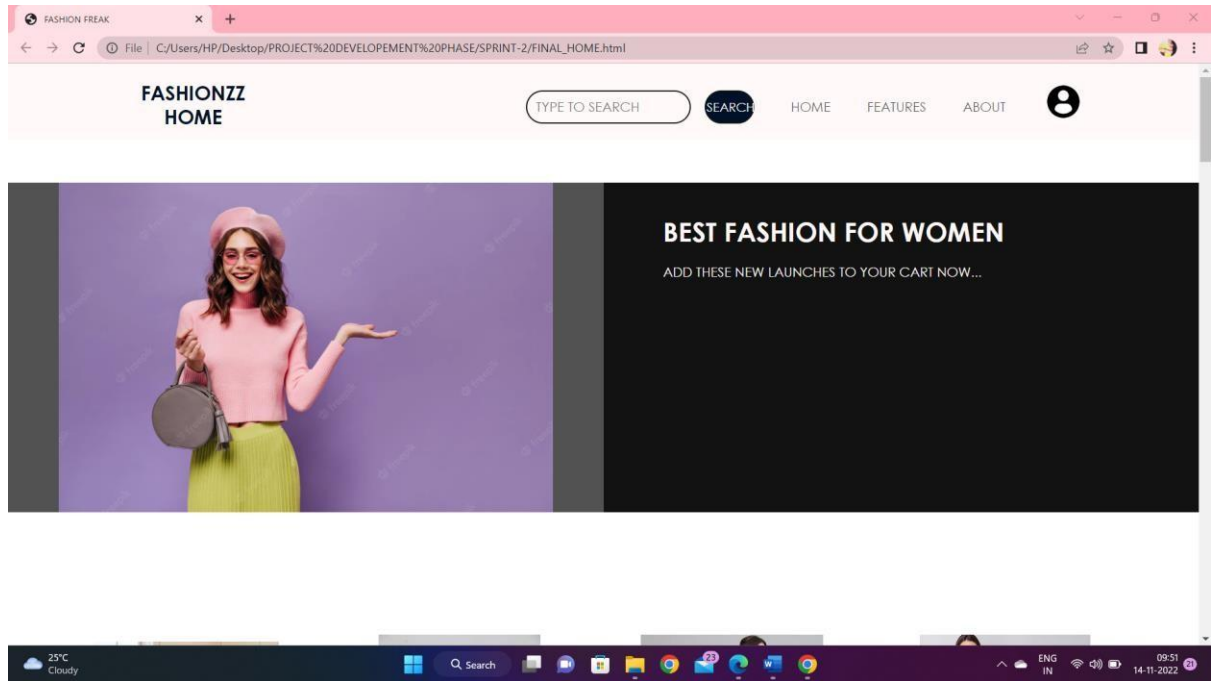 FASHION FREAK
File C:/Users/HP/Desktop/PROJECT%20DEVELOPEMENT%20PHASE/SPRINT-2/FINAL_HOME.html
FASHIONZZ
HOME
TYPE TO SEARCH
SEARCH
HOME
FEATURES
ABOUT
BEST FASHION FOR WOMEN
ADD THESE NEW LAUNCHES TO YOUR CART NOW...
25°C
Cloudy
Search
23
ENG
IN
09:51
14-11-2022
21